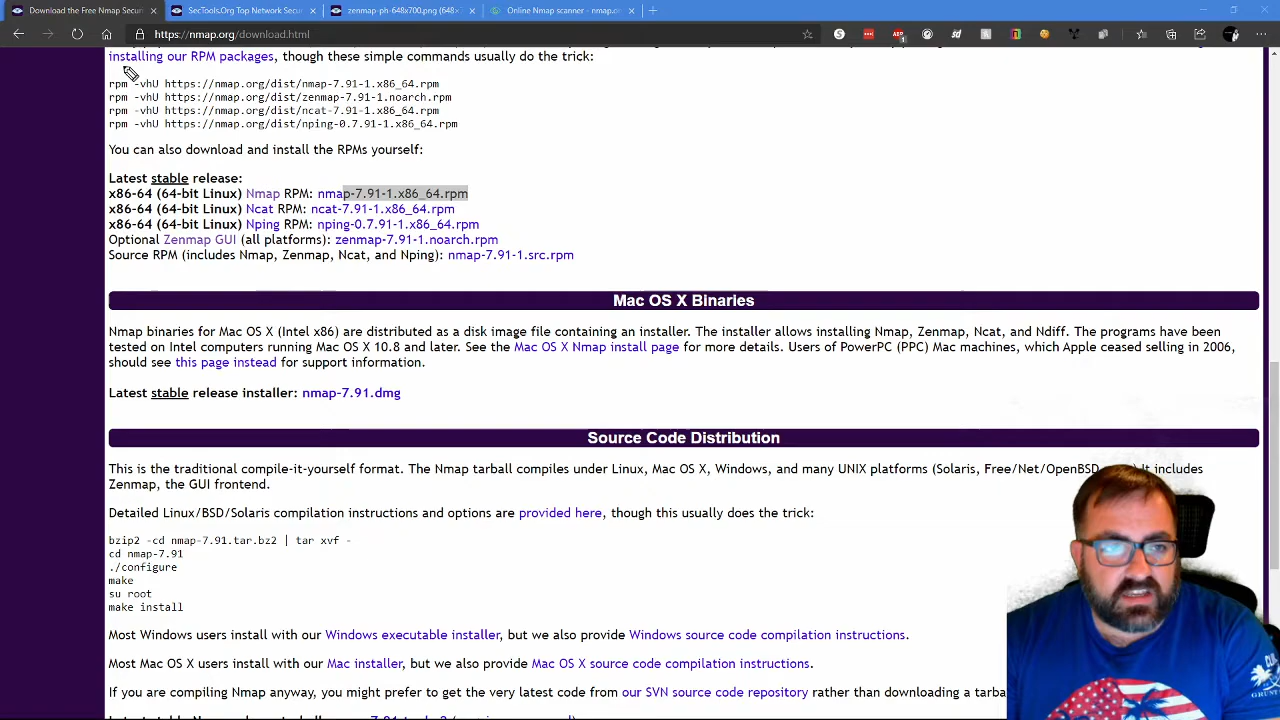 Download the Free Nmap Security
SecTools.Org Top Network Secur
zenmap-ph-648x700.png (648×7
Online Nmap scanner - nmap.on
https://nmap.org/download.html
installing our RPM packages, though these simple commands usually do the trick:
rpm -vhU https://nmap.org/dist/nmap-7.91-1.x86_64.rpm
rpm -vhU https://nmap.org/dist/zenmap-7.91-1.noarch.rpm
rpm -vhU https://nmap.org/dist/ncat-7.91-1.x86_64.rpm
rpm -vhU https://nmap.org/dist/nping-0.7.91-1.x86_64.rpm
You can also download and install the RPMs yourself:
Latest stable release:
x86-64 (64-bit Linux) Nmap RPM: nmap-7.91-1.x86_64.rpm
x86-64 (64-bit Linux) Ncat RPM: ncat-7.91-1.x86_64.rpm
x86-64 (64-bit Linux) Nping RPM: nping-0.7.91-1.x86_64.rpm
Optional Zenmap GUI (all platforms): zenmap-7.91-1.noarch.rpm
Source RPM (includes Nmap, Zenmap, Ncat, and Nping): nmap-7.91-1.src.rpm
Mac OS X Binaries
Nmap binaries for Mac OS X (Intel x86) are distributed as a disk image file containing an installer. The installer allows installing Nmap, Zenmap, Ncat, and Ndiff. The programs have been
tested on Intel computers running Mac OS X 10.8 and later. See the Mac OS X Nmap install page for more details. Users of PowerPC (PPC) Mac machines, which Apple ceased selling in 2006,
should see this page instead for support information.
Latest stable release installer: nmap-7.91.dmg
Source Code Distribution
This is the traditional compile-it-yourself format. The Nmap tarball compiles under Linux, Mac OS X, Windows, and many UNIX platforms (Solaris, Free/Net/OpenBSD, It includes
Zenmap, the GUI frontend.
Detailed Linux/BSD/Solaris compilation instructions and options are provided here, though this usually does the trick:
bzip2 -cd nmap-7.91.tar.bz2 | tar xvf -
cd nmap-7.91
./configure
make
su root
make install
Most Windows users install with our Windows executable installer, but we also provide Windows source code compilation instructions.
Most Mac OS X users install with our Mac installer, but we also provide Mac OS X source code compilation instructions.
If you are compiling Nmap anyway, you might prefer to get the very latest code from our SVN source code repository rather than downloading a tarba